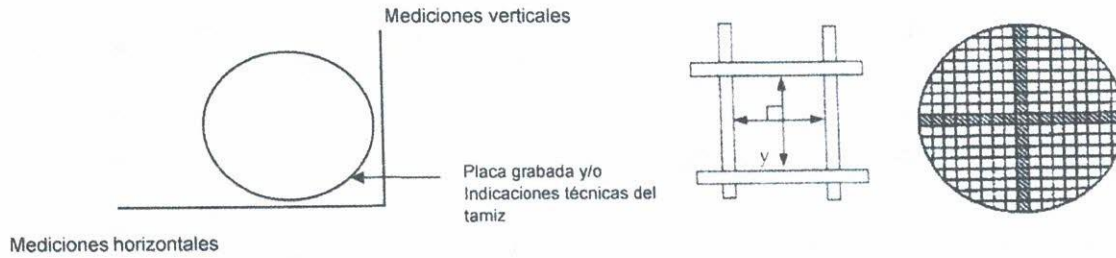 Mediciones verticales
Placa grabada y/o
Indicaciones técnicas del
tamiz
y
Mediciones horizontales